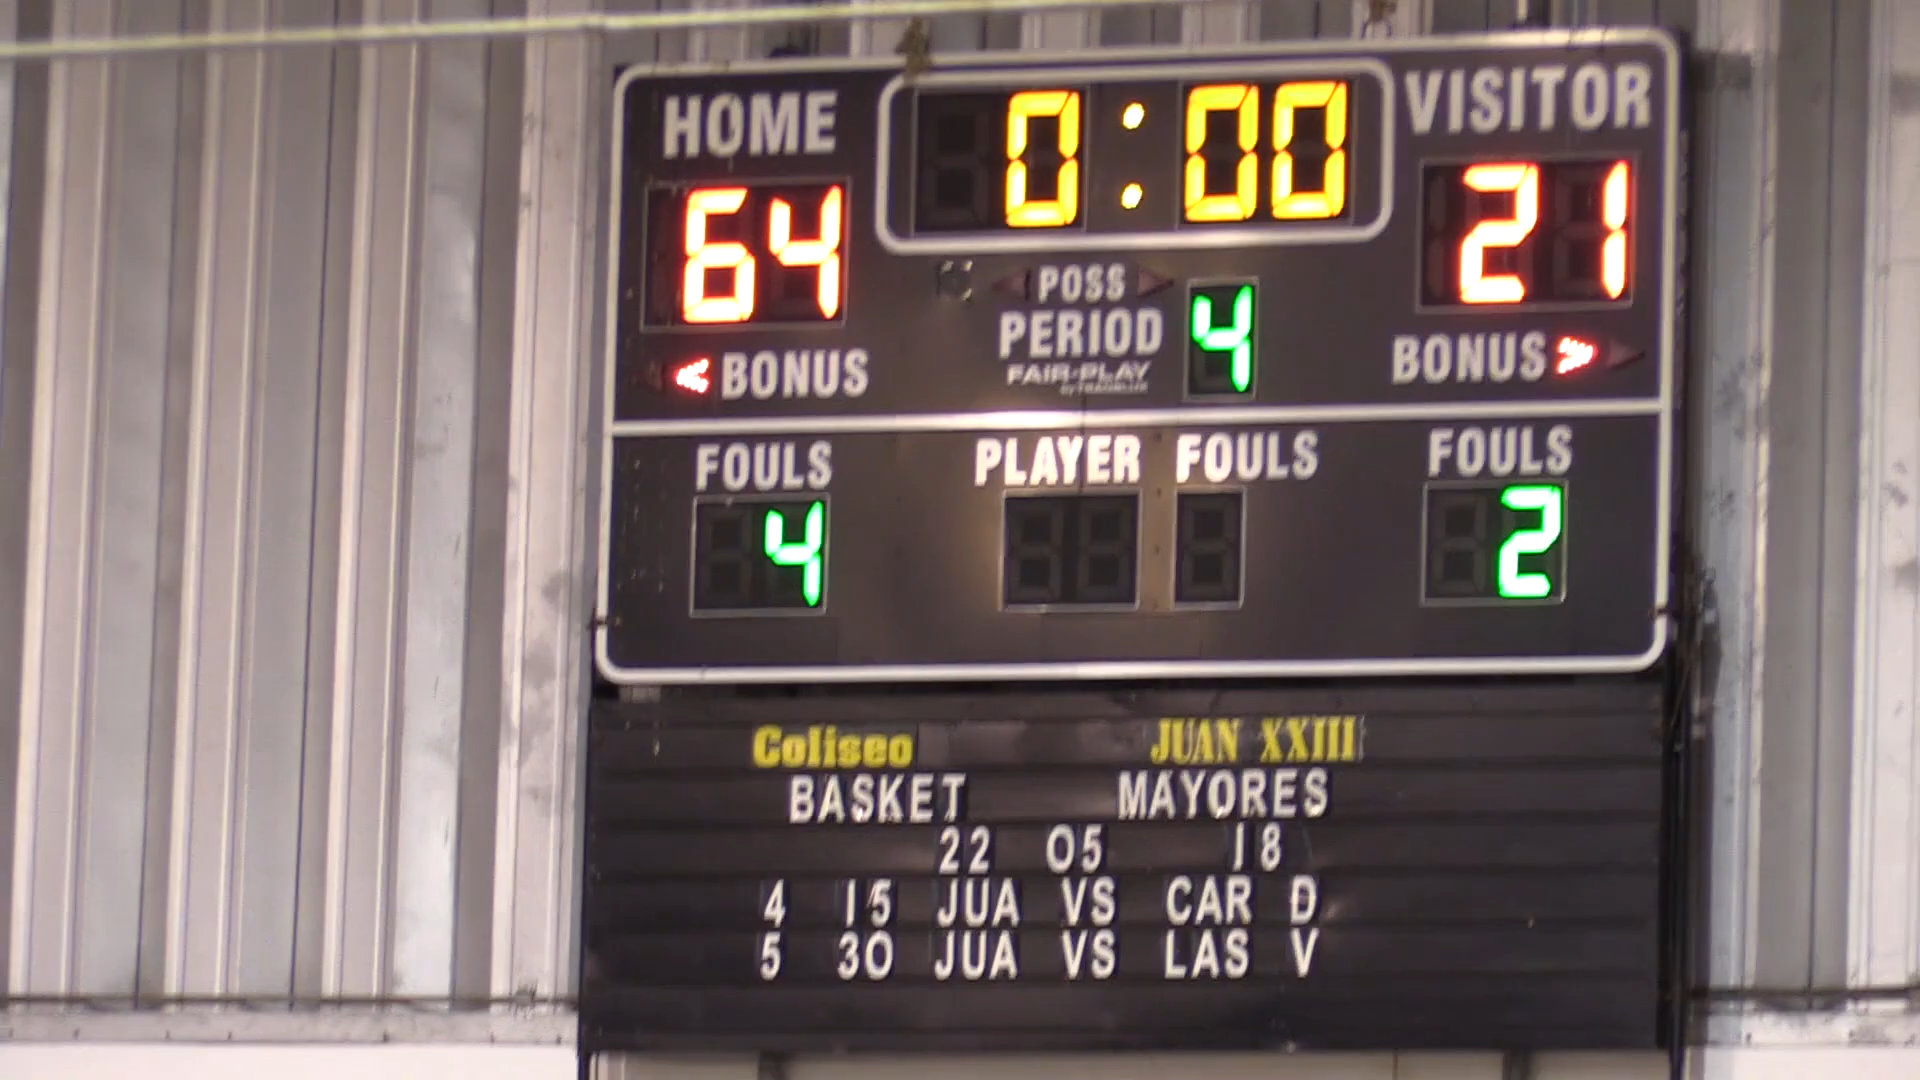 HOME 0:00 VISITOR
64 21
POSS
PERIOD 4
FAIR-PLAY
BONUS BONUS
FOULS PLAYER FOULS FOULS
4 2
Coliseo JUAN XXIII
BASKET MAYORES
22 05 18
4 15 JUA VS CAR D
5 30 JUA VS LAS V